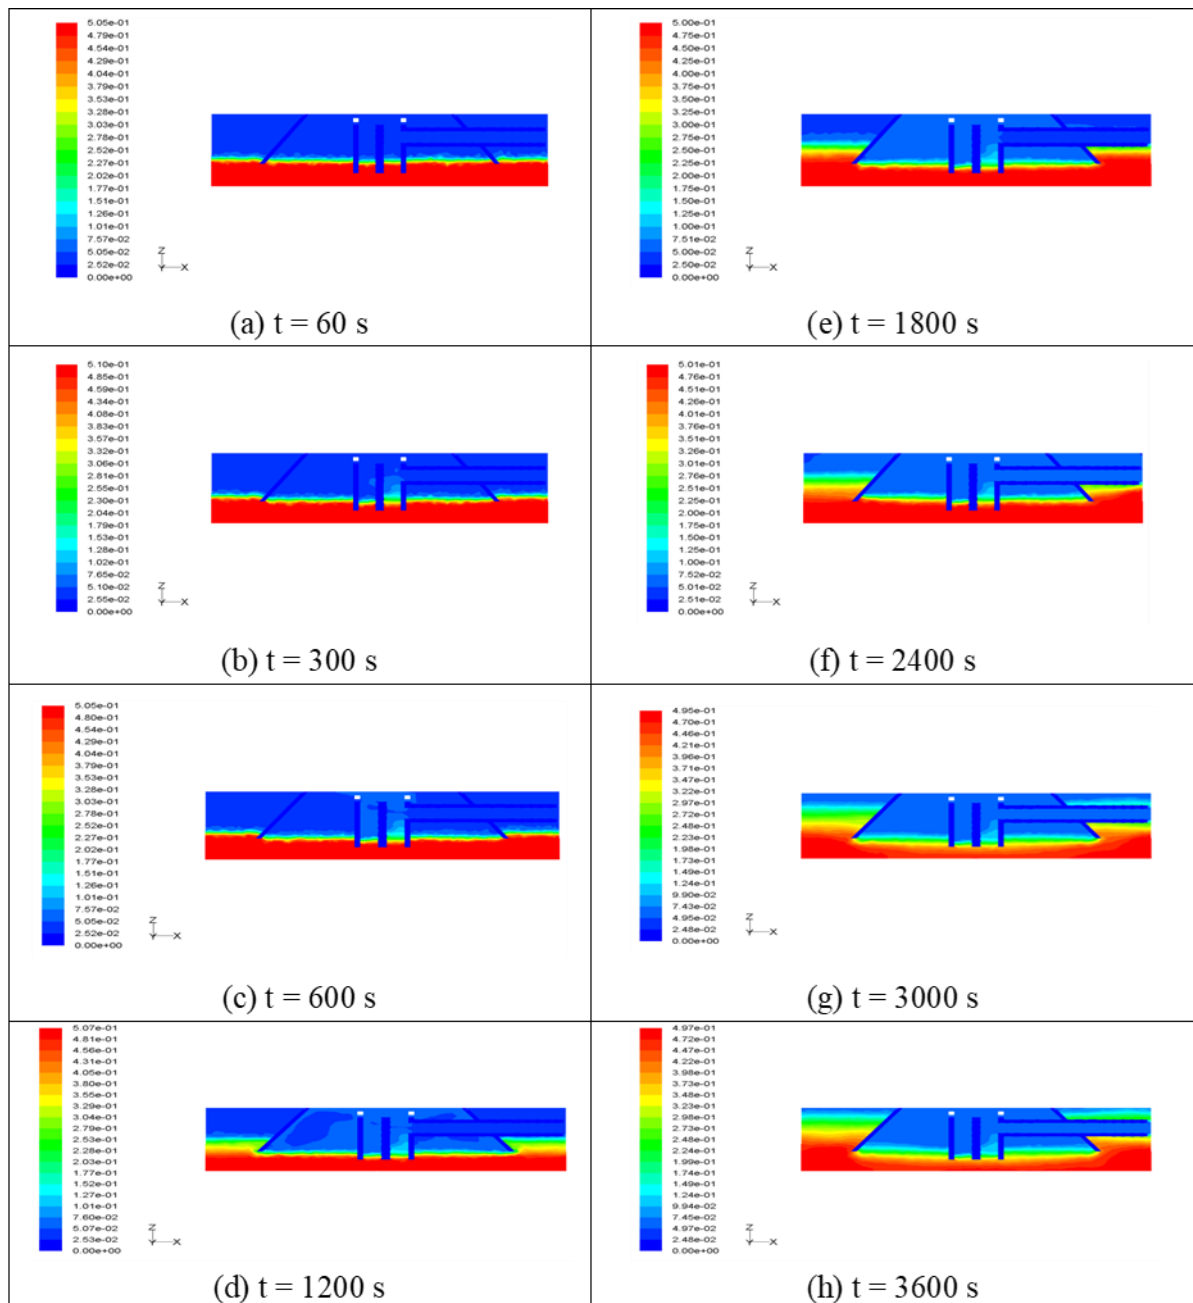 5.05e-01
4.79e-01
4.54e-01
4.29e-01
4.04e-01
3.79e-01
3.53e-01
3.28e-01
3.03e-01
2.78e-01
2.52e-01
2.27e-01
2.02e-01
1.77e-01
1.51e-01
1.26e-01
1.01e-01
7.57e-02
5.05e-02
2.52e-02
0.00e+00
Z
Y X
(a) t = 60 s
5.00e-01
4.75e-01
4.50e-01
4.25e-01
4.00e-01
3.75e-01
3.50e-01
3.25e-01
3.00e-01
2.75e-01
2.50e-01
2.25e-01
2.00e-01
1.75e-01
1.50e-01
1.25e-01
1.00e-01
7.51e-02
5.00e-02
2.50e-02
0.00e+00
Z
Y X
(e) t = 1800 s
5.10e-01
4.85e-01
4.59e-01
4.34e-01
4.08e-01
3.83e-01
3.57e-01
3.32e-01
3.06e-01
2.81e-01
2.55e-01
2.30e-01
2.04e-01
1.79e-01
1.53e-01
1.28e-01
1.02e-01
7.65e-02
5.10e-02
2.55e-02
0.00e+00
Z
Y X
(b) t = 300 s
5.01e-01
4.76e-01
4.51e-01
4.26e-01
4.01e-01
3.76e-01
3.51e-01
3.26e-01
3.01e-01
2.76e-01
2.51e-01
2.25e-01
2.00e-01
1.75e-01
1.50e-01
1.25e-01
1.00e-01
7.52e-02
5.01e-02
2.51e-02
0.00e+00
Z
Y X
(f) t = 2400 s
5.05e-01
4.80e-01
4.54e-01
4.29e-01
4.04e-01
3.79e-01
3.53e-01
3.28e-01
3.03e-01
2.78e-01
2.52e-01
2.27e-01
2.02e-01
1.77e-01
1.51e-01
1.26e-01
1.01e-01
7.57e-02
5.05e-02
2.52e-02
0.00e+00
Z
Y X
(c) t = 600 s
4.95e-01
4.70e-01
4.46e-01
4.21e-01
3.96e-01
3.71e-01
3.47e-01
3.22e-01
2.97e-01
2.72e-01
2.48e-01
2.23e-01
1.98e-01
1.73e-01
1.49e-01
1.24e-01
9.90e-02
7.43e-02
4.95e-02
2.48e-02
0.00e+00
Z
Y X
(g) t = 3000 s
5.07e-01
4.81e-01
4.56e-01
4.31e-01
4.05e-01
3.80e-01
3.55e-01
3.29e-01
3.04e-01
2.79e-01
2.53e-01
2.28e-01
2.03e-01
1.77e-01
1.52e-01
1.27e-01
1.01e-01
7.60e-02
5.07e-02
2.53e-02
0.00e+00
Z
Y X
(d) t = 1200 s
4.97e-01
4.72e-01
4.47e-01
4.22e-01
3.98e-01
3.73e-01
3.48e-01
3.23e-01
2.98e-01
2.73e-01
2.48e-01
2.24e-01
1.99e-01
1.74e-01
1.49e-01
1.24e-01
9.94e-02
7.45e-02
4.97e-02
2.48e-02
0.00e+00
Z
Y X
(h) t = 3600 s